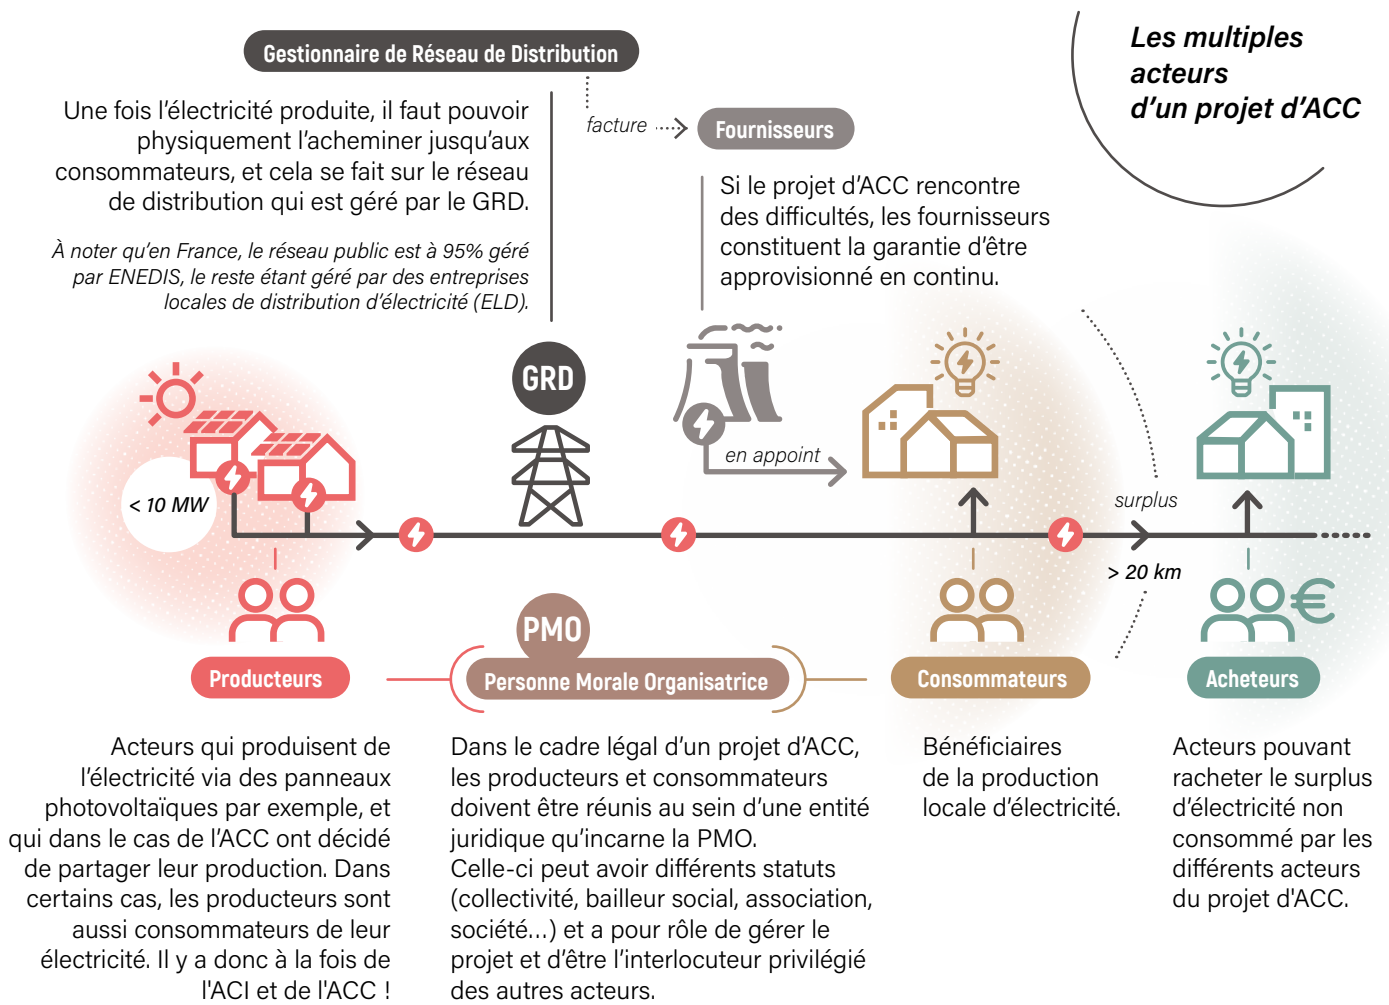 Les multiples
acteurs
d'un projet d'ACC
Gestionnaire de Réseau de Distribution
Une fois l'électricité produite, il faut pouvoir
physiquement l'acheminer jusqu'aux
consommateurs, et cela se fait sur le réseau
de distribution qui est géré par le GRD.
À noter qu'en France, le réseau public est à 95% géré
par ENEDIS, le reste étant géré par des entreprises
locales de distribution d'électricité (ELD).
facture
Fournisseurs
Si le projet d'ACC rencontre
des difficultés, les fournisseurs
constituent la garantie d'être
approvisionné en continu.
GRD
en appoint
< 10 MW
surplus
> 20 km
PMO
Producteurs
Personne Morale Organisatrice
Consommateurs
Acheteurs
Acteurs qui produisent de
l'électricité via des panneaux
photovoltaïques par exemple, et
qui dans le cas de l'ACC ont décidé
de partager leur production. Dans
certains cas, les producteurs sont
aussi consommateurs de leur
électricité. Il y a donc à la fois de
l'ACI et de l'ACC !
Dans le cadre légal d'un projet d'ACC,
les producteurs et consommateurs
doivent être réunis au sein d'une entité
juridique qu'incarne la PMO.
Celle-ci peut avoir différents statuts
(collectivité, bailleur social, association,
société...) et a pour rôle de gérer le
projet et d'être l'interlocuteur privilégié
des autres acteurs.
Bénéficiaires
de la production
locale d'électricité.
Acteurs pouvant
racheter le surplus
d'électricité non
consommé par les
différents acteurs
du projet d'ACC.